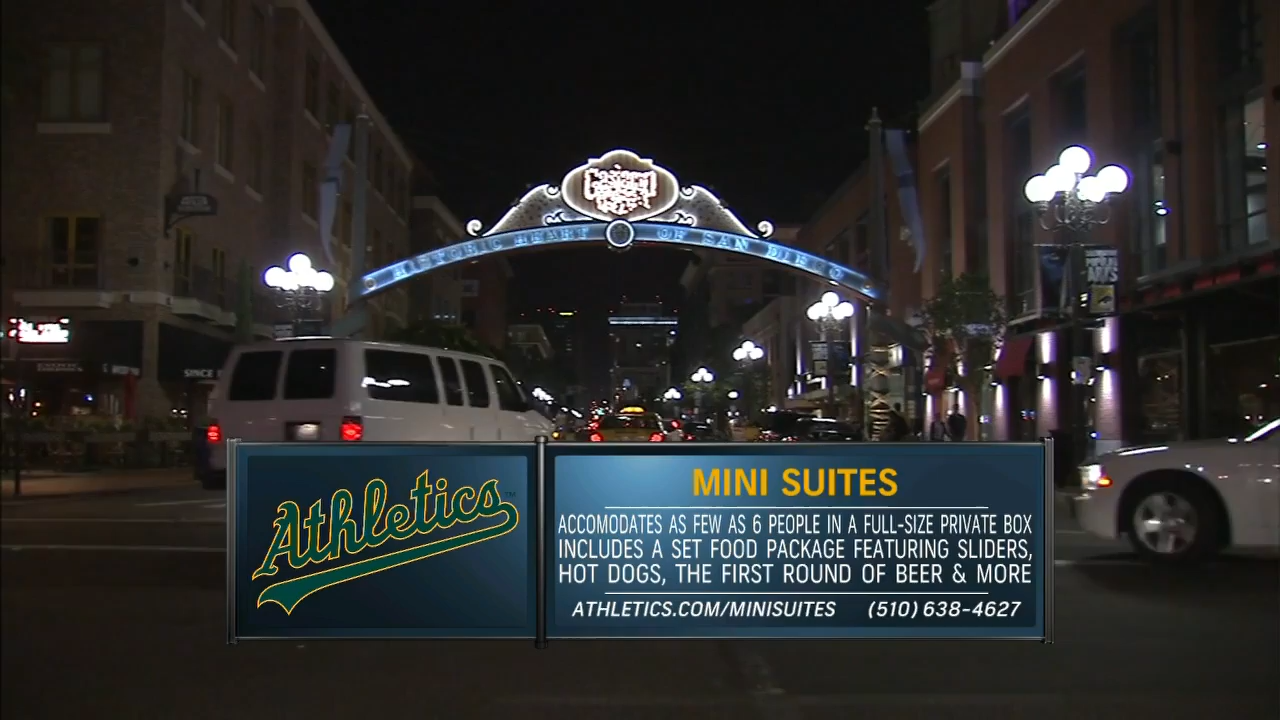 HISTORIC HEART OF SAN DIEGO
SINCE
Athletics™
MINI SUITES
ACCOMODATES AS FEW AS 6 PEOPLE IN A FULL-SIZE PRIVATE BOX
INCLUDES A SET FOOD PACKAGE FEATURING SLIDERS,
HOT DOGS, THE FIRST ROUND OF BEER & MORE
ATHLETICS.COM/MINISUITES (510) 638-4627